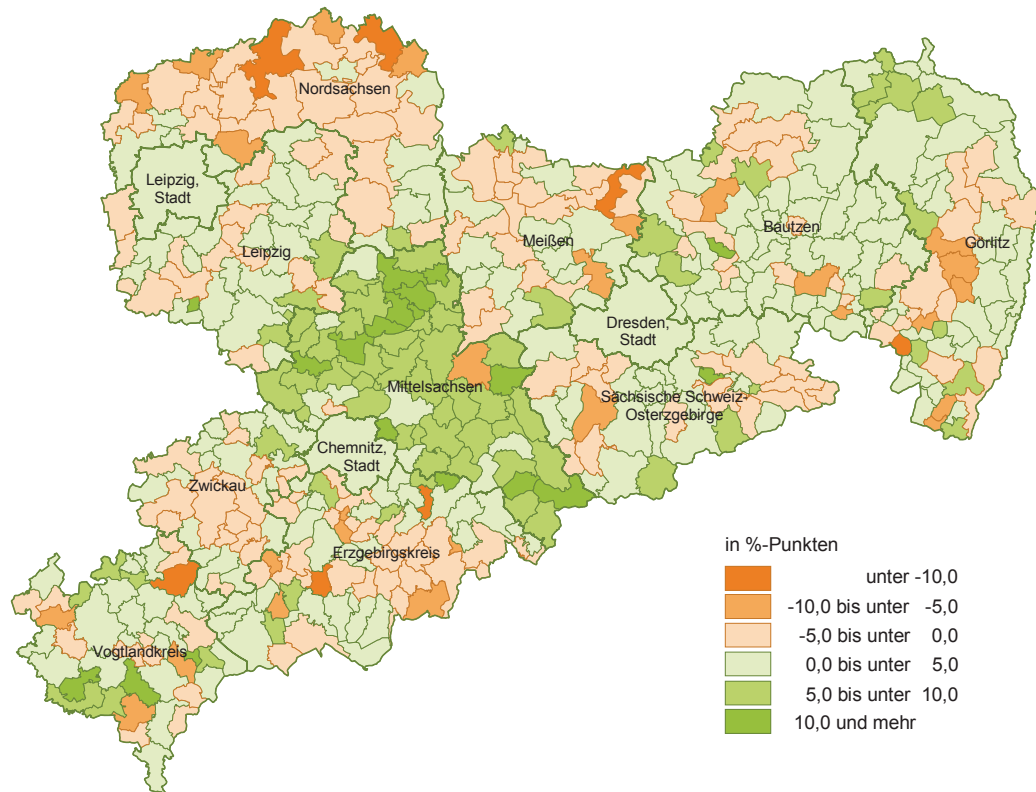 Nordsachsen
Leipzig,
Stadt
Leipzig
Meißen
Bautzen
Görlitz
Dresden,
Stadt
Mittelsachsen
Sächsische Schweiz-
Osterzgebirge
Chemnitz,
Stadt
Zwickau
Erzgebirgskreis
Vogtlandkreis
in %-Punkten
unter -10,0
-10,0 bis unter -5,0
-5,0 bis unter 0,0
0,0 bis unter 5,0
5,0 bis unter 10,0
10,0 und mehr